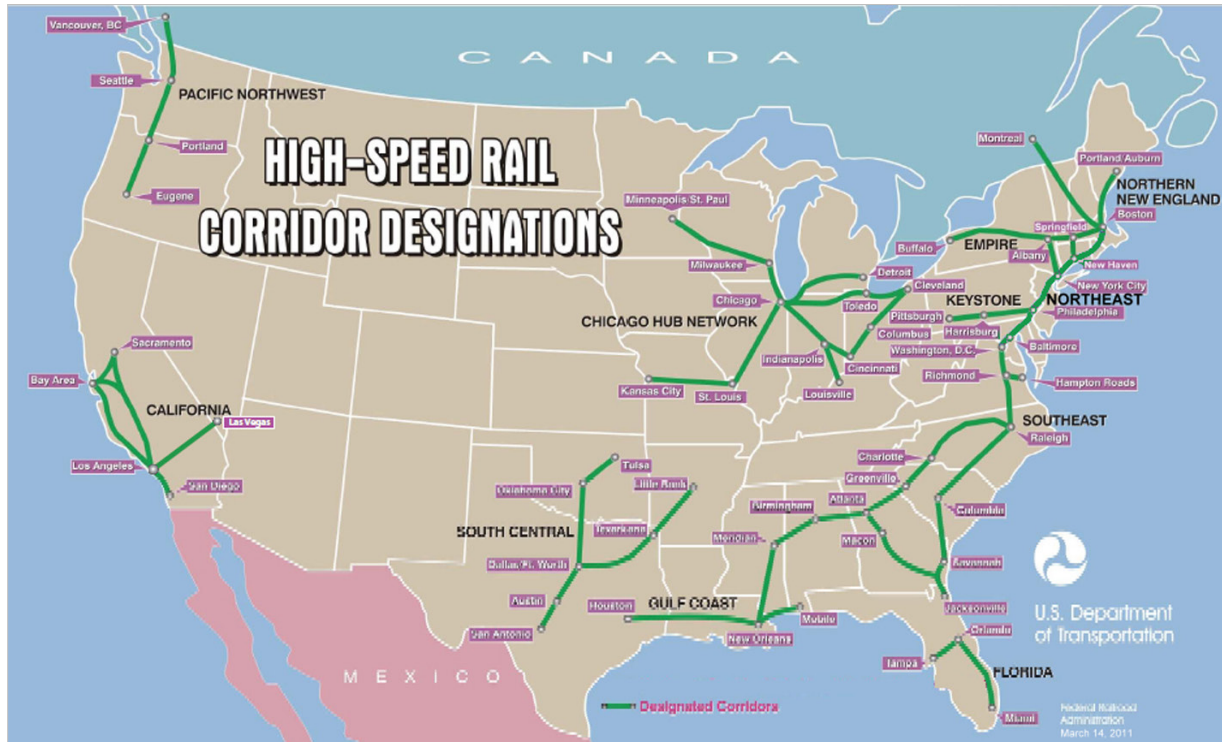 CANADA
Vancouver, BC
Seattle
PACIFIC NORTHWEST
Portland
Eugene
HIGH-SPEED RAIL
CORRIDOR DESIGNATIONS
Minneapolis St. Paul
Milwaukee
Chicago
CHICAGO HUB NETWORK
Detroit
Cleveland
Toledo
Columbus
Indianapolis
Cincinnati
Kansas City
St. Louis
Louisville
Montreal
Portland Auburn
NORTHERN
NEW ENGLAND
Boston
Springfield
EMPIRE
Buffalo
Albany
New Haven
New York City
NORTHEAST
KEYSTONE
Philadelphia
Pittsburgh
Harrisburg
Baltimore
Washington, D.C.
Richmond
Hampton Roads
SOUTHEAST
Raleigh
Charlotte
Greenville
Atlanta
Birmingham
Columbia
Macon
Meridian
Savannah
Jacksonville
Sacramento
Bay Area
CALIFORNIA
Las Vegas
Los Angeles
San Diego
Tulsa
Oklahoma City
Little Rock
SOUTH CENTRAL
Texarkana
Dallas/Ft. Worth
Austin
San Antonio
Houston
GULF COAST
Mobile
New Orleans
Orlando
Tampa
FLORIDA
Miami
MEXICO
Designated Corridors
U.S. Department
of Transportation
Federal Railroad
Administration
March 14, 2011